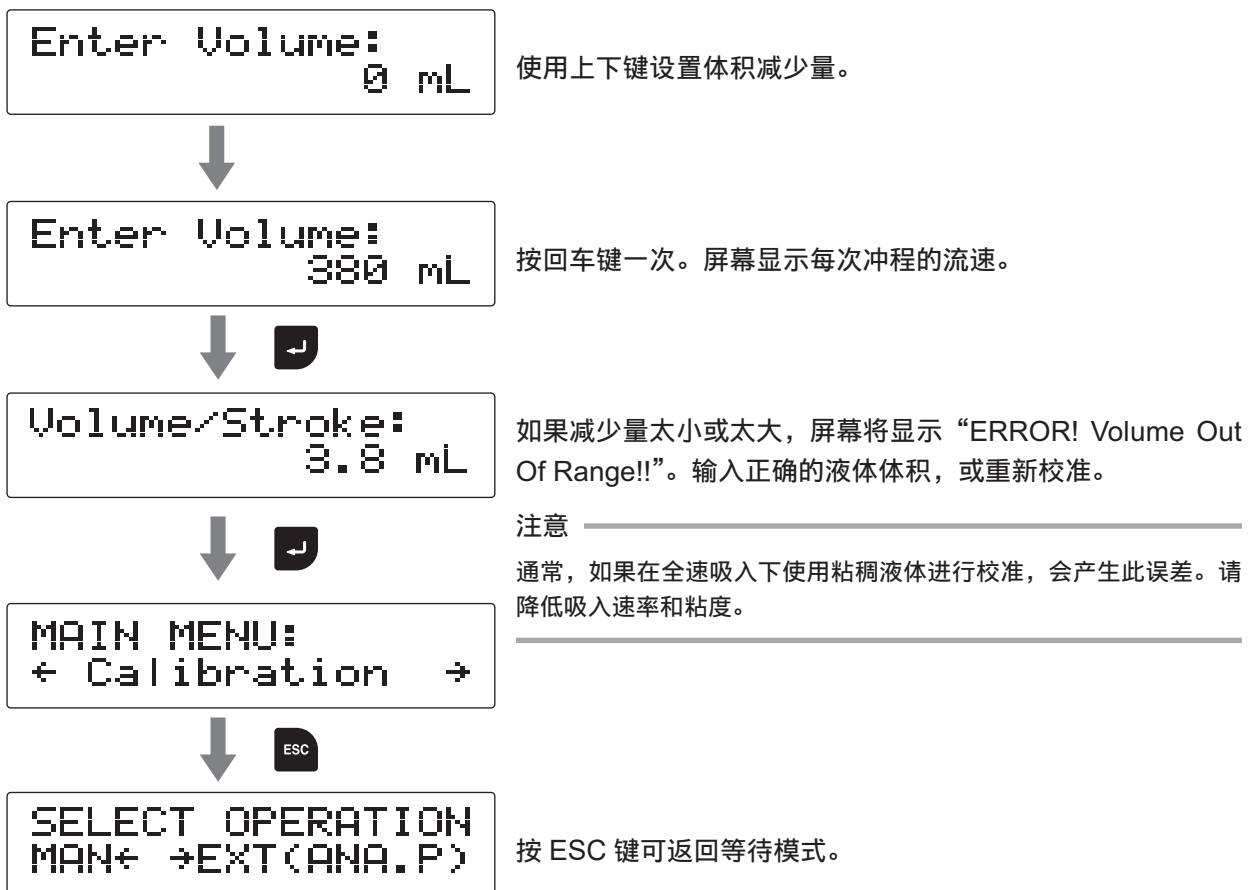 Enter Volume:
0 mL
使用上下键设置体积减少量。
Enter Volume:
380 mL
按回车键一次。屏幕显示每次冲程的流速。
Volume/Stroke:
3.8 mL
如果减少量太小或太大，屏幕将显示“ERROR! Volume Out
Of Range!!”。输入正确的液体体积，或重新校准。
注意
通常，如果在全速吸入下使用粘稠液体进行校准，会产生此误差。请
降低吸入速率和粘度。
MAIN MENU:
← Calibration →
ESC
SELECT OPERATION
MAN← →EXT(ANA.P)
按 ESC 键可返回等待模式。